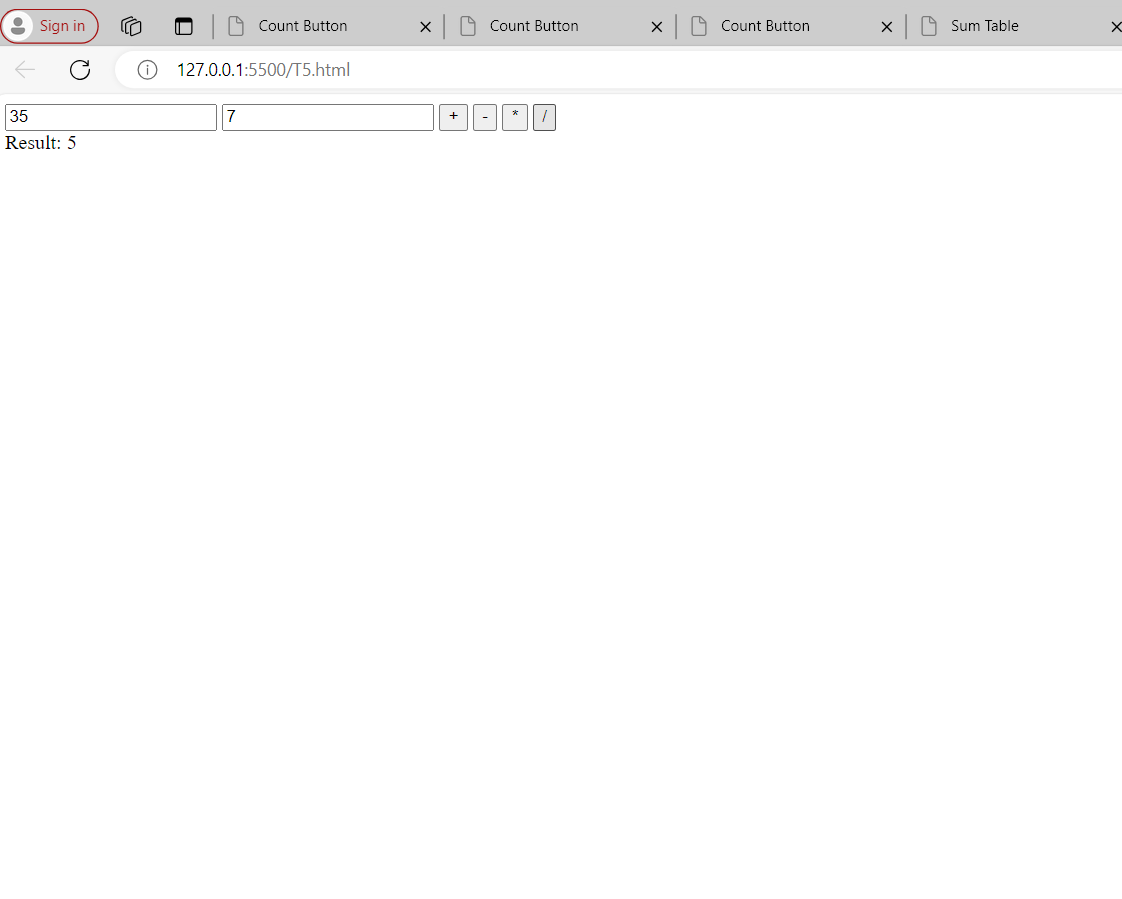 Sign in Count Button Count Button Count Button Sum Table
127.0.0.1:5500/T5.html
35 7 + - * /
Result: 5